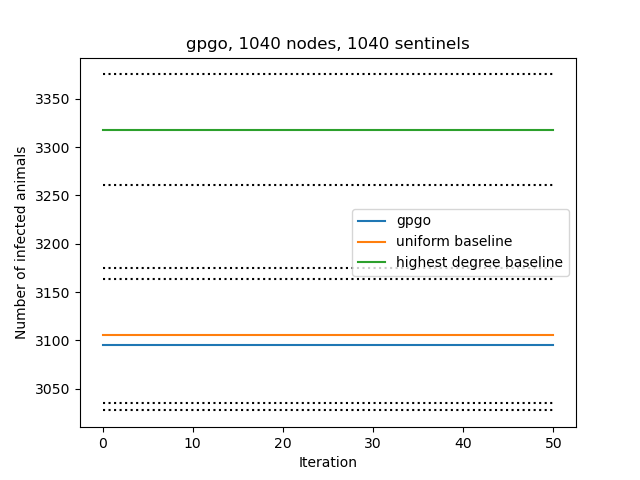 gpgo, 1040 nodes, 1040 sentinels
Number of infected animals
3350
3300
3250
3200
3150
3100
3050
gpgo
uniform baseline
highest degree baseline
0 10 20 30 40 50
Iteration